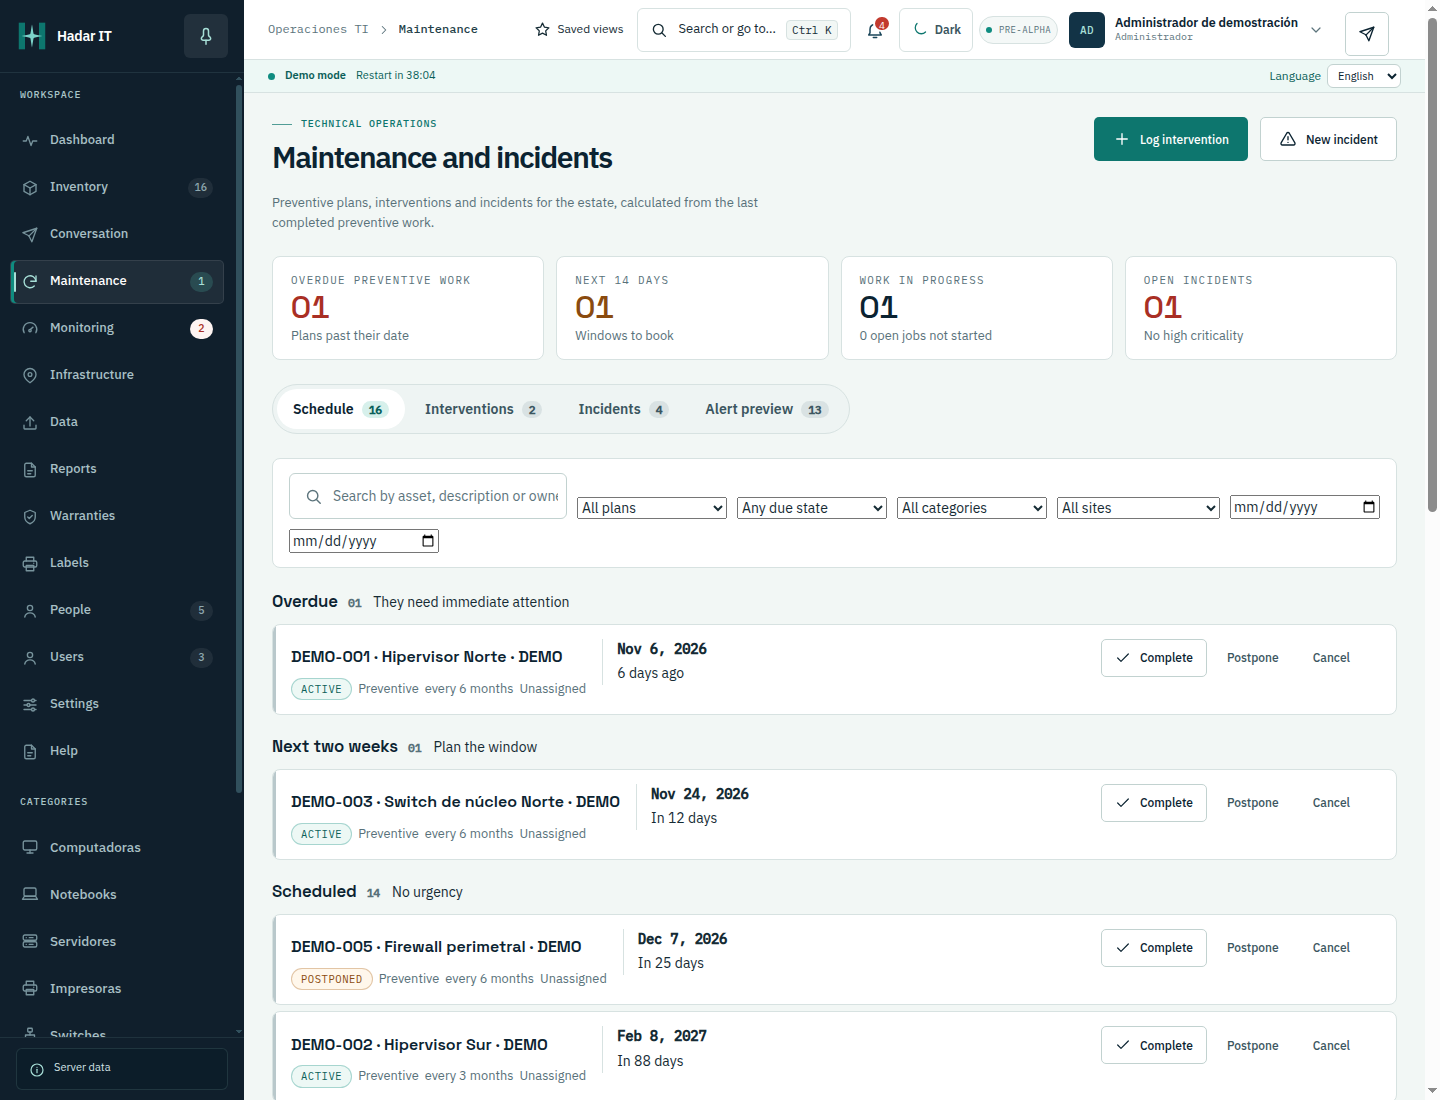 Hadar IT
WORKSPACE
Dashboard
Inventory 16
Conversation
Maintenance 1
Monitoring 2
Infrastructure
Data
Reports
Warranties
Labels
People 5
Users 3
Settings
Help
CATEGORIES
Computadoras
Notebooks
Servidores
Impresoras
Switches
Server data
Operaciones TI > Maintenance
Saved views
Search or go to... Ctrl K
4
Dark
PRE-ALPHA
AD
Administrador de demostración
Administrador
Demo mode Restart in 38:04
Language English
TECHNICAL OPERATIONS
Maintenance and incidents
Log intervention
New incident
Preventive plans, interventions and incidents for the estate, calculated from the last
completed preventive work.
OVERDUE PREVENTIVE WORK
01
Plans past their date
NEXT 14 DAYS
01
Windows to book
WORK IN PROGRESS
01
0 open jobs not started
OPEN INCIDENTS
01
No high criticality
Schedule 16
Interventions 2
Incidents 4
Alert preview 13
Search by asset, description or owne
All plans
Any due state
All categories
All sites
mm/dd/yyyy
mm/dd/yyyy
Overdue 01 They need immediate attention
DEMO-001 · Hipervisor Norte · DEMO
ACTIVE Preventive every 6 months Unassigned
Nov 6, 2026
6 days ago
Complete Postpone Cancel
Next two weeks 01 Plan the window
DEMO-003 · Switch de núcleo Norte · DEMO
ACTIVE Preventive every 6 months Unassigned
Nov 24, 2026
In 12 days
Complete Postpone Cancel
Scheduled 14 No urgency
DEMO-005 · Firewall perimetral · DEMO
POSTPONED Preventive every 6 months Unassigned
Dec 7, 2026
In 25 days
Complete Postpone Cancel
DEMO-002 · Hipervisor Sur · DEMO
ACTIVE Preventive every 3 months Unassigned
Feb 8, 2027
In 88 days
Complete Postpone Cancel